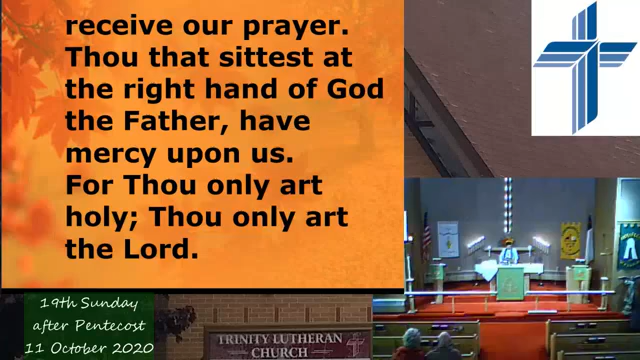 receive our prayer.
Thou that sittest at
the right hand of God
the Father, have
mercy upon us.
For Thou only art
holy; Thou only art
the Lord.
19th Sunday
after Pentecost
11 October 2020
TRINITY LUTHERAN
CHURCH